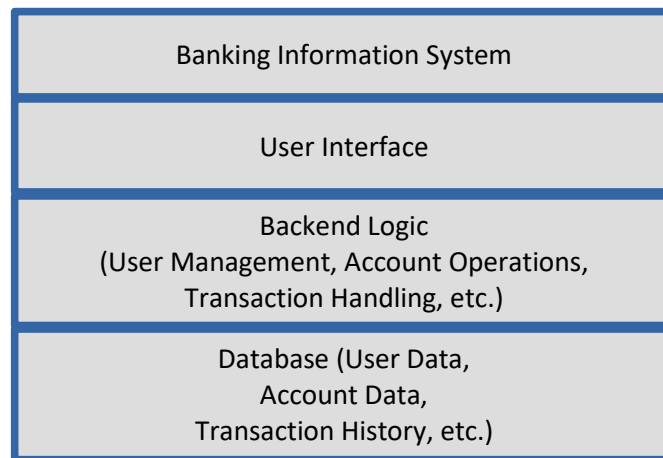 Banking Information System
User Interface
Backend Logic
(User Management, Account Operations,
Transaction Handling, etc.)
Database (User Data,
Account Data,
Transaction History, etc.)